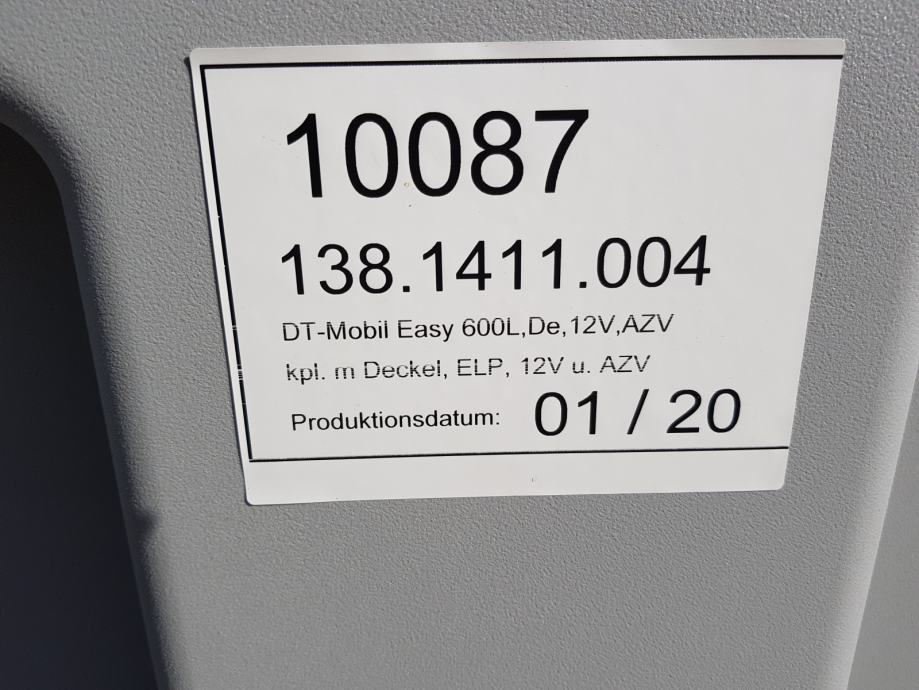 10087
138.1411.004
DT-Mobil Easy 600L,De,12V,AZV
kpl. m Deckel, ELP, 12V u. AZV
Produktionsdatum: 01 / 20